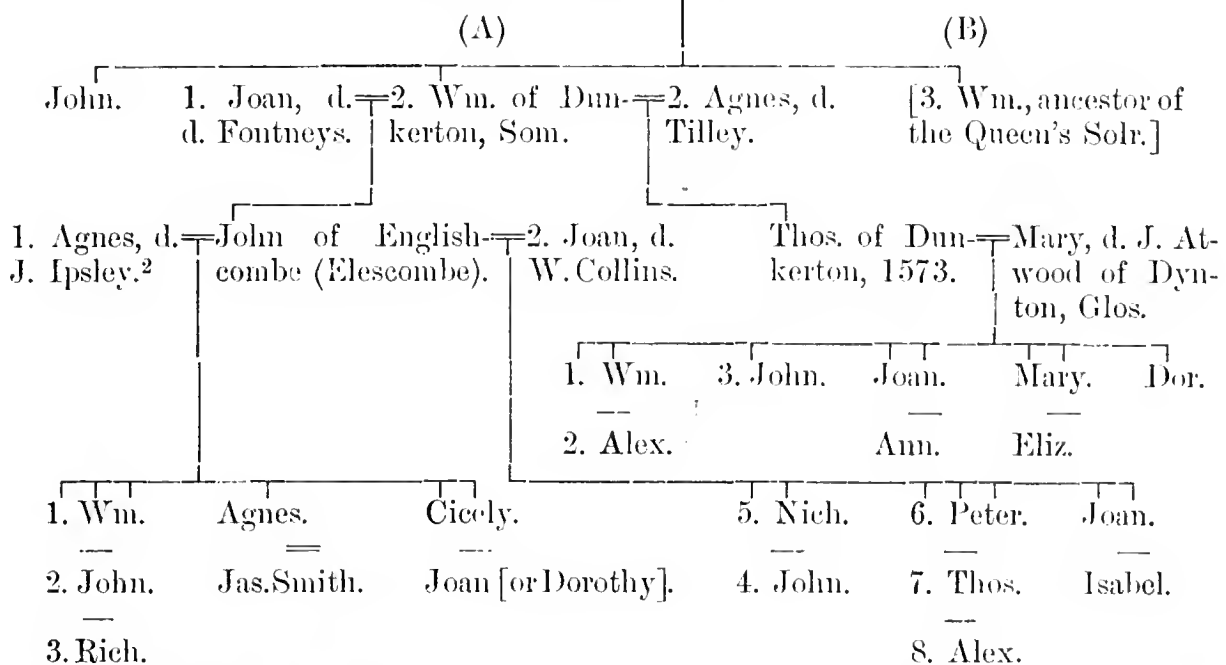 (A) (B)
John. 1. Joan, d. 2. Wm. of Dun- 2. Agnes, d. [3. Wm., ancestor of
d. Fontneys. kerton, Som. Tilley. the Queen's Solr.]
1. Agnes, d. John of English- 2. Joan, d. Thos. of Dun- Mary, d. J. At-
J. Ipsley.² combe (Elescombe). W. Collins. kerton, 1573. wood of Dyn-
ton, Glos.
1. Wm. 3. John. Joan. Mary. Dor.
2. Alex. Ann. Eliz.
1. Wm. Agnes. Cicely. 5. Nich. 6. Peter. Joan.
2. John. Jas. Smith. Joan [or Dorothy]. 4. John. 7. Thos. Isabel.
3. Rich. 8. Alex.